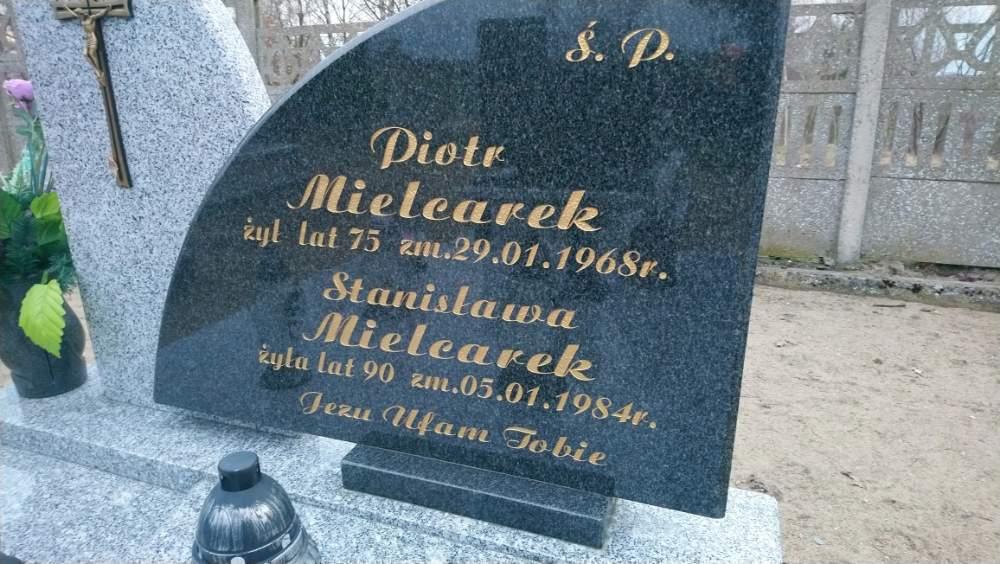 Ś. P.
Piotr
Mielcarek
żył lat 75 zm.29.01.1968r.
Stanisława
Mielcarek
żyła lat 90 zm.05.01.1984r.
Jezu Ufam Tobie